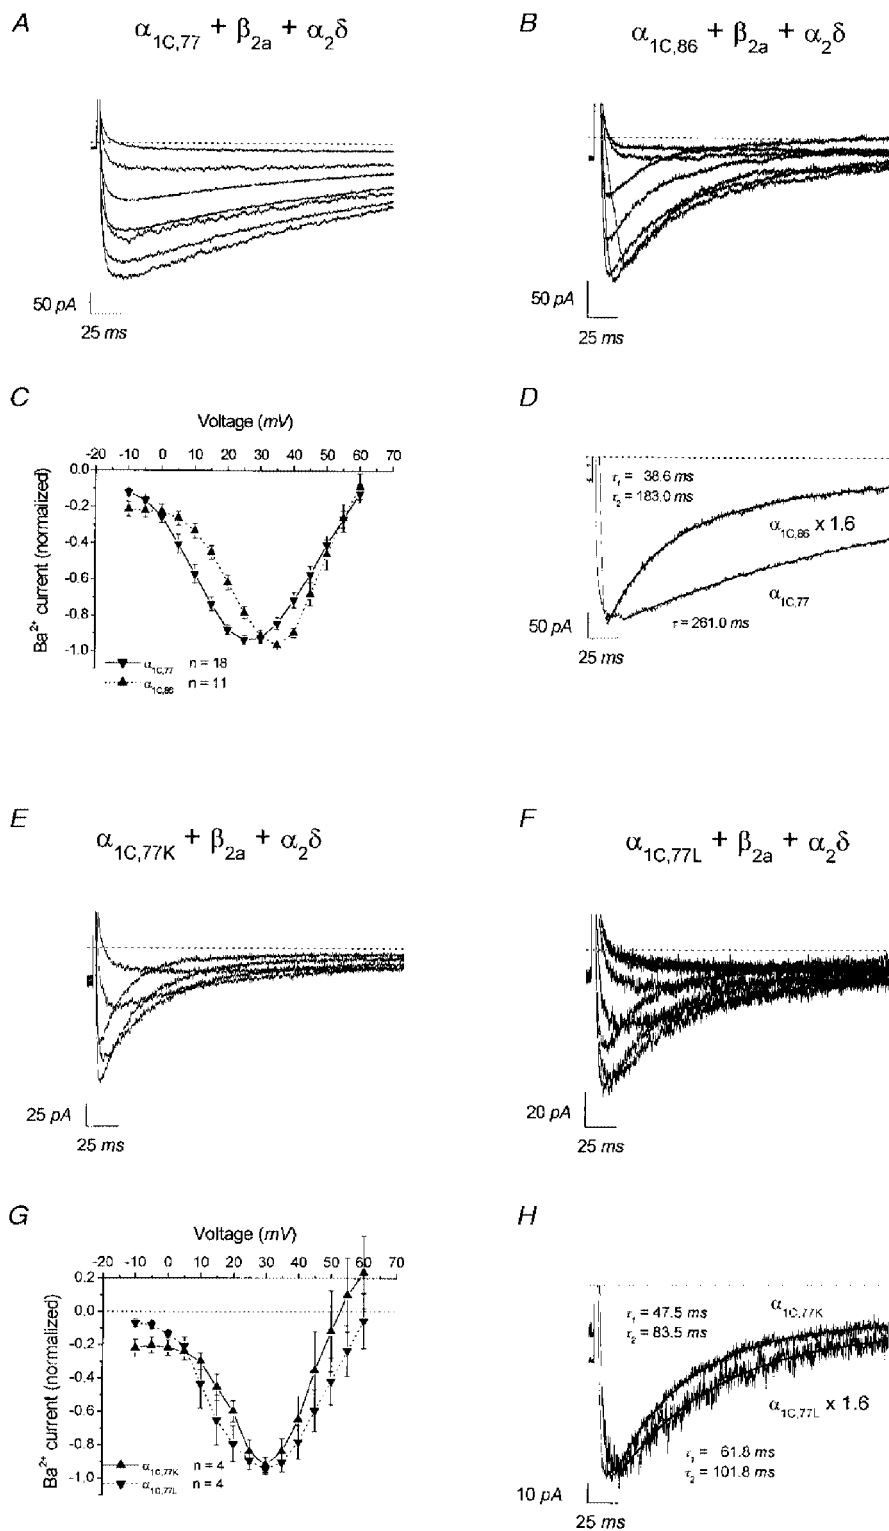 A
α1C,77 + β2a + α2δ
50 pA
25 ms
B
α1C,86 + β2a + α2δ
50 pA
25 ms
C
Voltage (mV)
-20 -10 0 10 20 30 40 50 60 70
0.0
-0.2
-0.4
-0.6
-0.8
-1.0
Ba2+ current (normalized)
α1C,77 n = 18
α1C,86 n = 11
D
τ1 = 38.6 ms
τ2 = 183.0 ms
α1C,86 x 1.6
α1C,77
τ = 261.0 ms
50 pA
25 ms
E
α1C,77K + β2a + α2δ
25 pA
25 ms
F
α1C,77L + β2a + α2δ
20 pA
25 ms
G
Voltage (mV)
-20 -10 0 10 20 30 40 50 60 70
0.2
0.0
-0.2
-0.4
-0.6
-0.8
-1.0
Ba2+ current (normalized)
α1C,77K n = 4
α1C,77L n = 4
H
τ1 = 47.5 ms
τ2 = 83.5 ms
α1C,77K
α1C,77L x 1.6
τ1 = 61.8 ms
τ2 = 101.8 ms
10 pA
25 ms